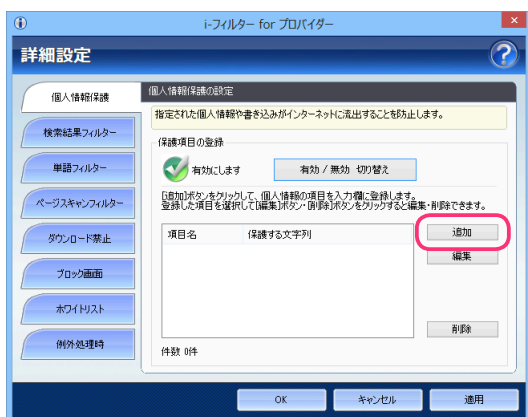 i-フィルター for プロバイダー
詳細設定
個人情報保護
検索結果フィルター
単語フィルター
ページスキャンフィルター
ダウンロード禁止
ブロック画面
ホワイトリスト
例外処理時
個人情報保護の設定
指定された個人情報や書き込みがインターネットに流出することを防止します。
保護項目の登録
有効にします
有効 / 無効 切り替え
[追加]ボタンをクリックして、個人情報の項目を入力欄に登録します。
登録した項目を選択して[編集]ボタン・[削除]ボタンをクリックすると編集・削除できます。
項目名 保護する文字列
追加
編集
削除
件数 0件
OK キャンセル 適用